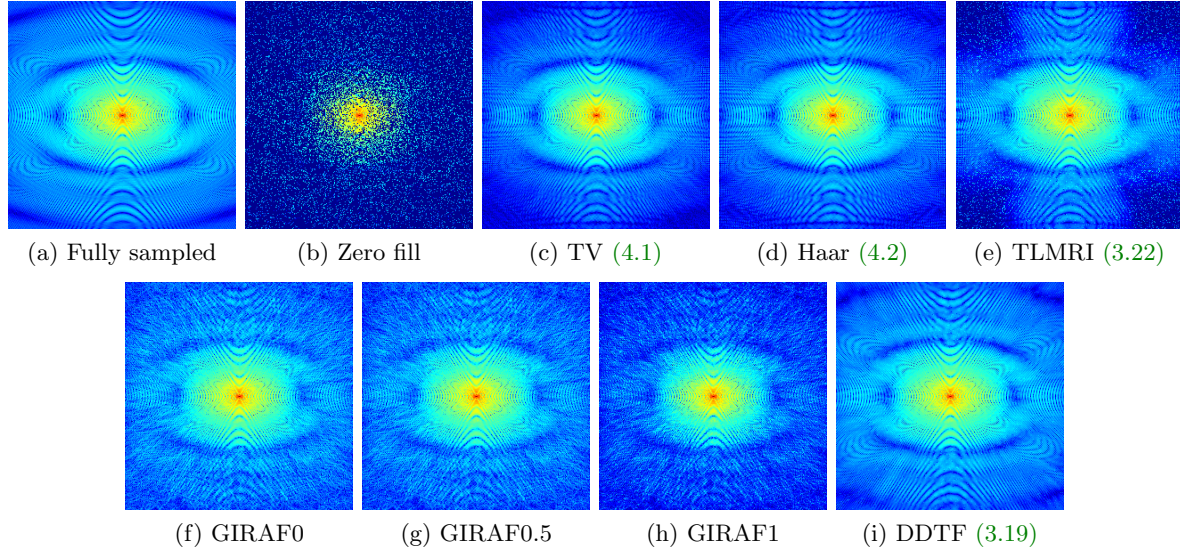 (a) Fully sampled
(b) Zero fill
(c) TV (4.1)
(d) Haar (4.2)
(e) TLMRI (3.22)
(f) GIRAF0
(g) GIRAF0.5
(h) GIRAF1
(i) DDTF (3.19)